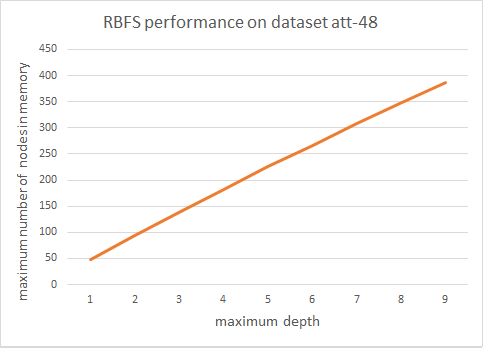 RBFS performance on dataset att-48
maximum number of nodes in memory
450
400
350
300
250
200
150
100
50
0
1 2 3 4 5 6 7 8 9
maximum depth